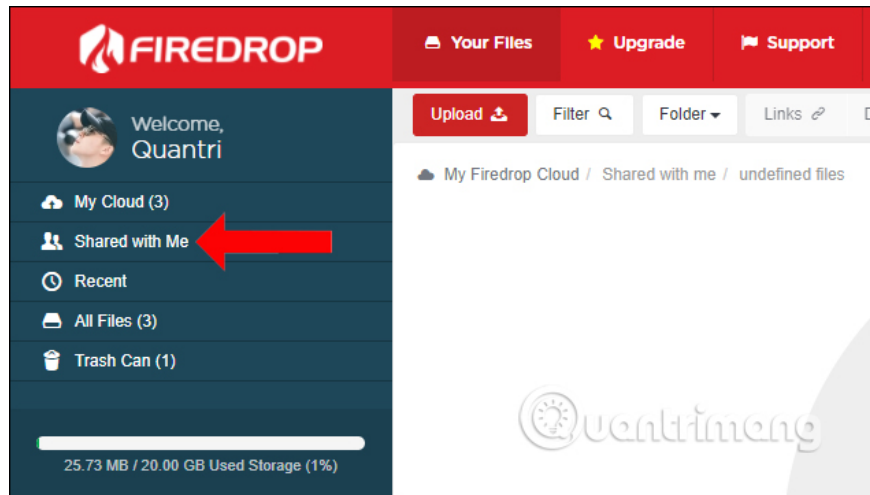 FIREDROP
Your Files
Upgrade
Support
Welcome,
Quantri
My Cloud (3)
Shared with Me
Recent
All Files (3)
Trash Can (1)
25.73 MB / 20.00 GB Used Storage (1%)
Upload
Filter
Folder
Links
D
My Firedrop Cloud / Shared with me / undefined files
Quantrimang